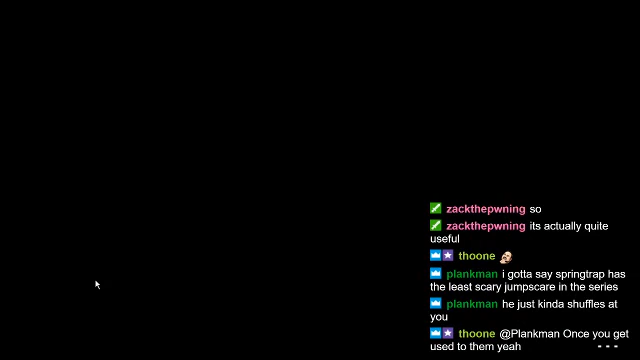 zackthepwning so
zackthepwning its actually quite
useful
thoone
plankman i gotta say springtrap has
the least scary jumpscare in the series
plankman he just kinda shuffles at
you
thoone @Plankman Once you get
used to them yeah